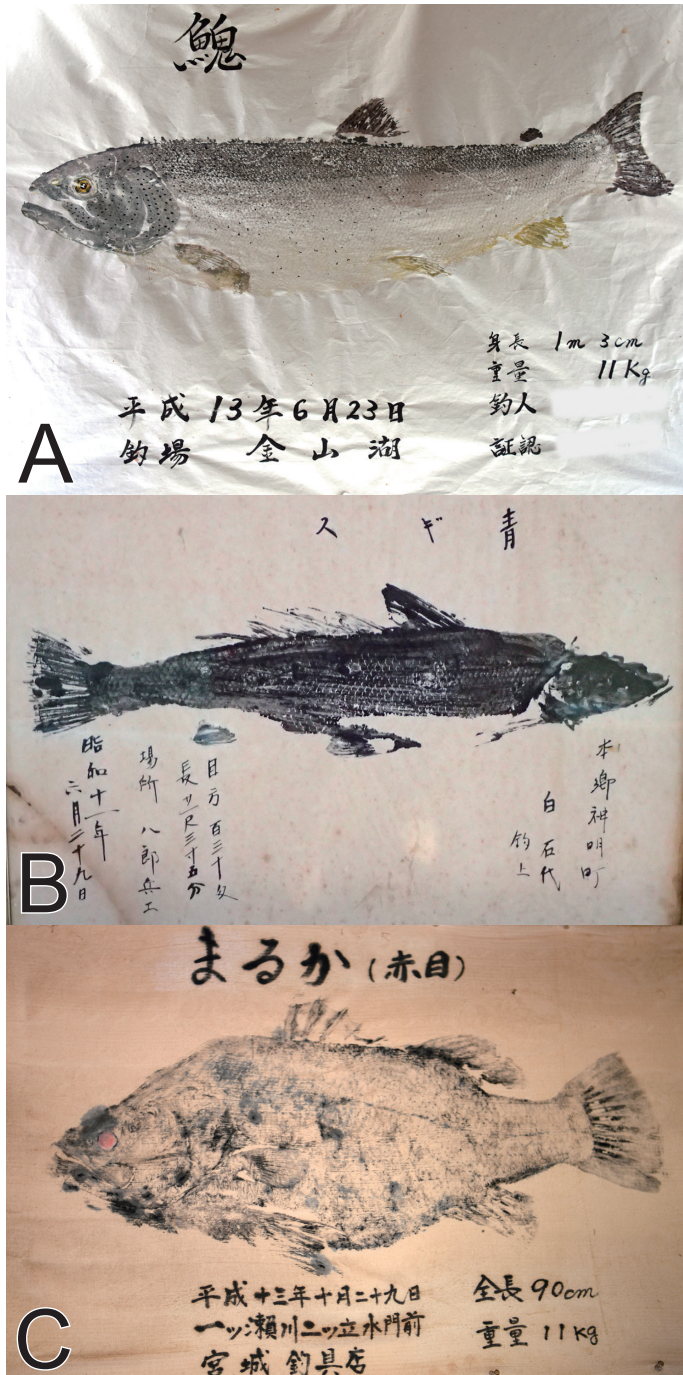 𩹷
身長 1m 3cm
重量 11Kg
釣人
証認
平成13年6月23日
釣場 金山湖
A
青ギス
本郷神明町
白石代
釣上
目方 百三十匁
長サ一尺三寸五分
場所 八郎兵エ
昭和十一年
六月二十九日
B
まるか(赤目)
平成十三年十月二十九日
一ッ瀬川二ッ立水門前
宮城 釣具店
全長90cm
重量 11kg
C